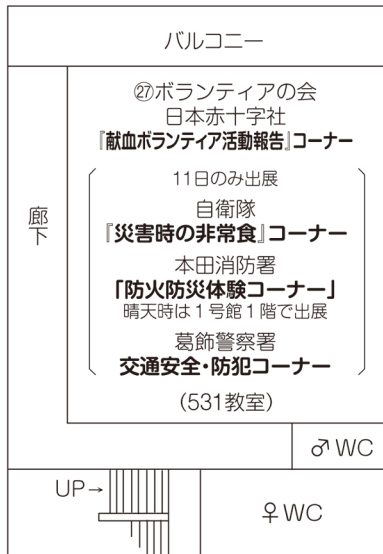 バルコニー
㉗ボランティアの会
日本赤十字社
『献血ボランティア活動報告』コーナー
11日のみ出展
自衛隊
『災害時の非常食』コーナー
本田消防署
「防火防災体験コーナー」
晴天時は1号館1階で出展
葛飾警察署
交通安全・防犯コーナー
(531教室)
廊下
♂WC
UP→
♀WC